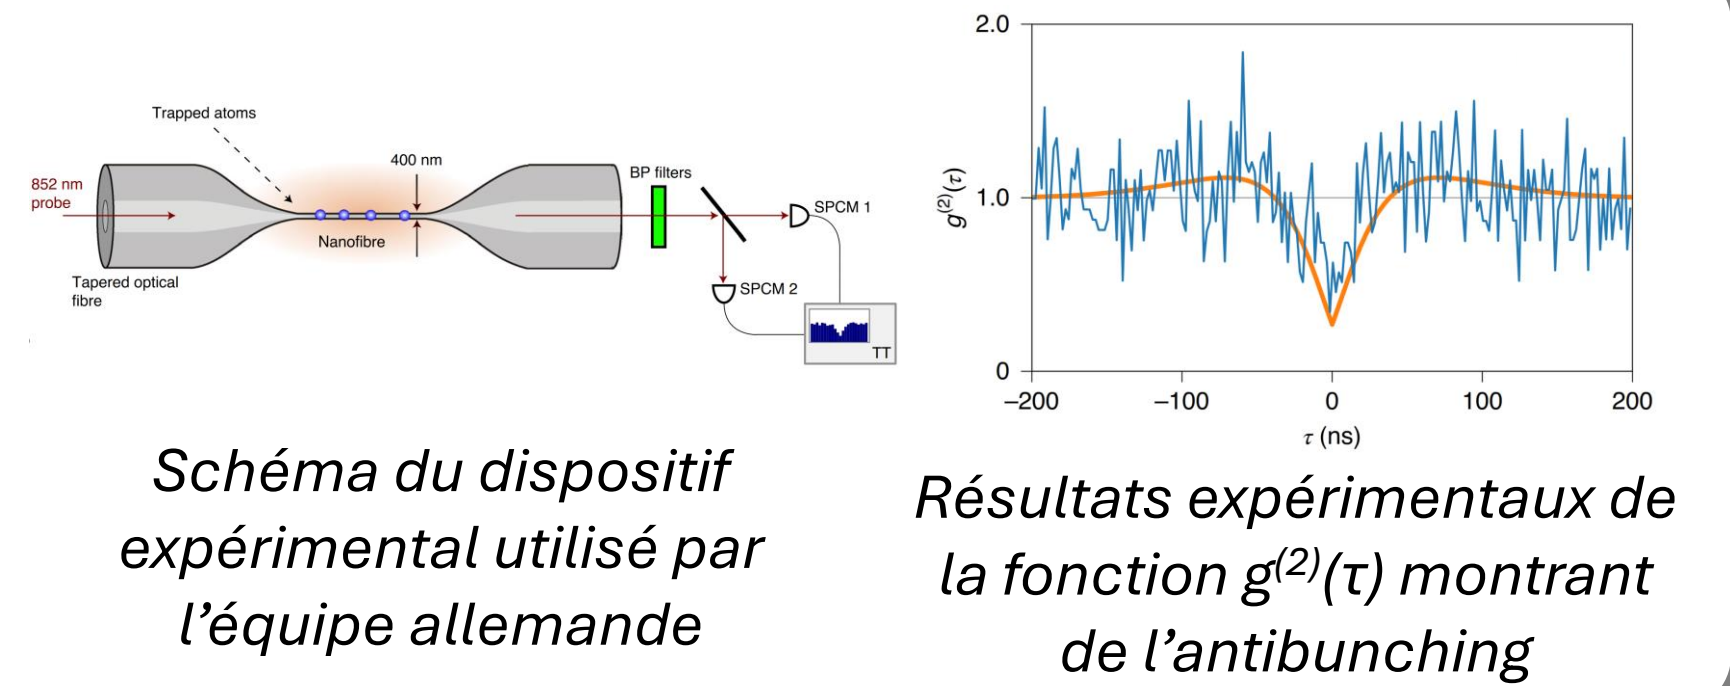 Trapped atoms
400 nm
852 nm
probe
BP filters
SPCM 1
Nanofibre
Tapered optical
fibre
SPCM 2
TT
Schéma du dispositif
expérimental utilisé par
l’équipe allemande
2.0
1.0
0
g⁽²⁾(τ)
–200
–100
0
100
200
τ (ns)
Résultats expérimentaux de
la fonction g⁽²⁾(τ) montrant
de l’antibunching